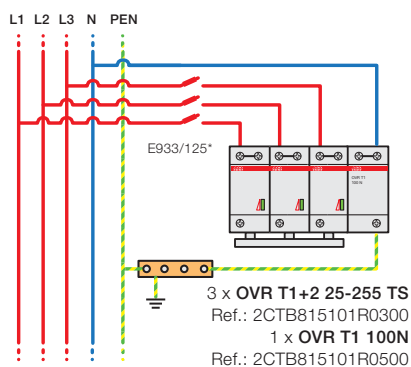 L1 L2 L3 N PEN
E933/125*
OVR T1
100 N
3 x OVR T1+2 25-255 TS
Ref.: 2CTB815101R0300
1 x OVR T1 100N
Ref.: 2CTB815101R0500